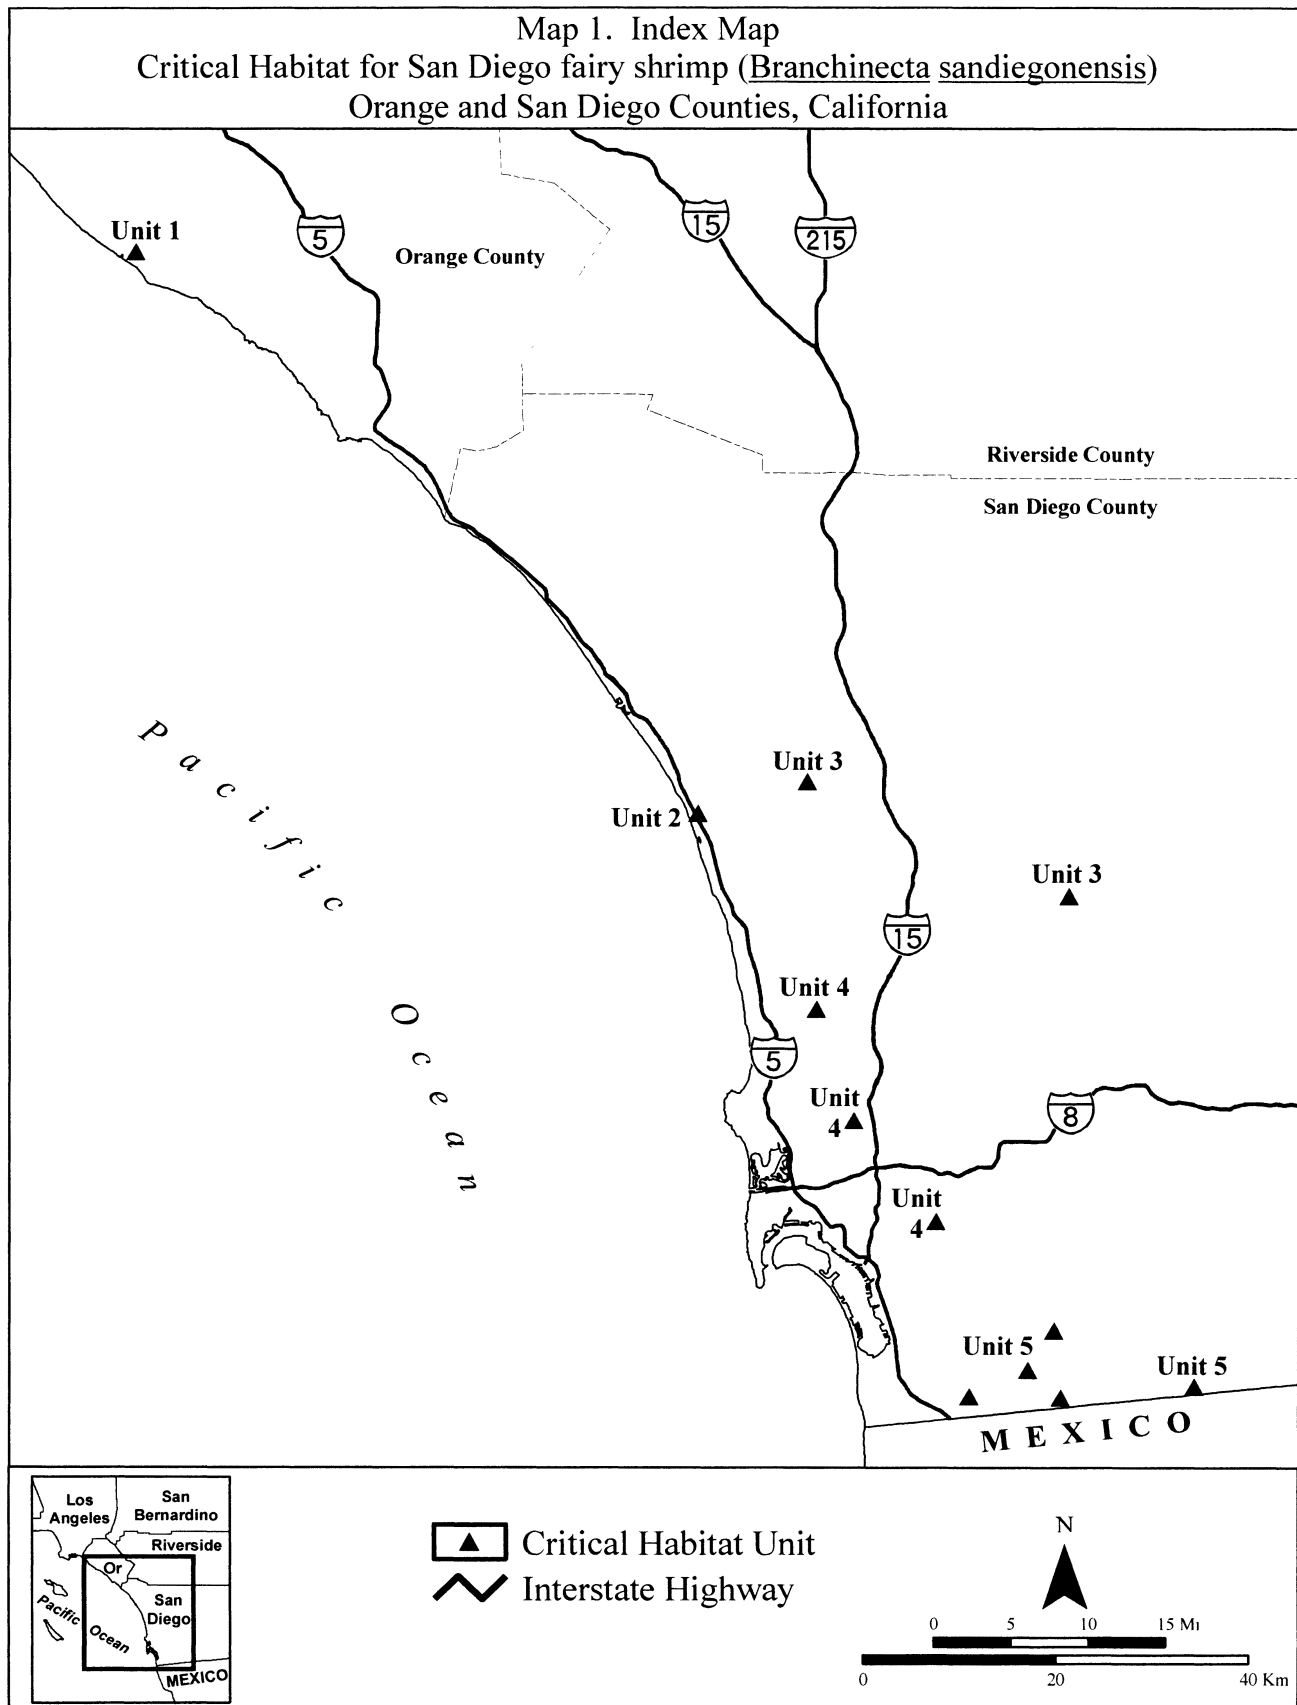 Map 1. Index Map
Critical Habitat for San Diego fairy shrimp (Branchinecta sandiegonensis)
Orange and San Diego Counties, California
Unit 1
5
Orange County
15
215
Riverside County
San Diego County
Pacific
Ocean
Unit 3
Unit 2
Unit 3
15
Unit 4
5
Unit
4
8
Unit
4
Unit 5
Unit 5
MEXICO
Los
Angeles
San
Bernardino
Riverside
Or
San
Diego
Pacific
Ocean
MEXICO
Critical Habitat Unit
Interstate Highway
N
0 5 10 15 Mi
0 20 40 Km